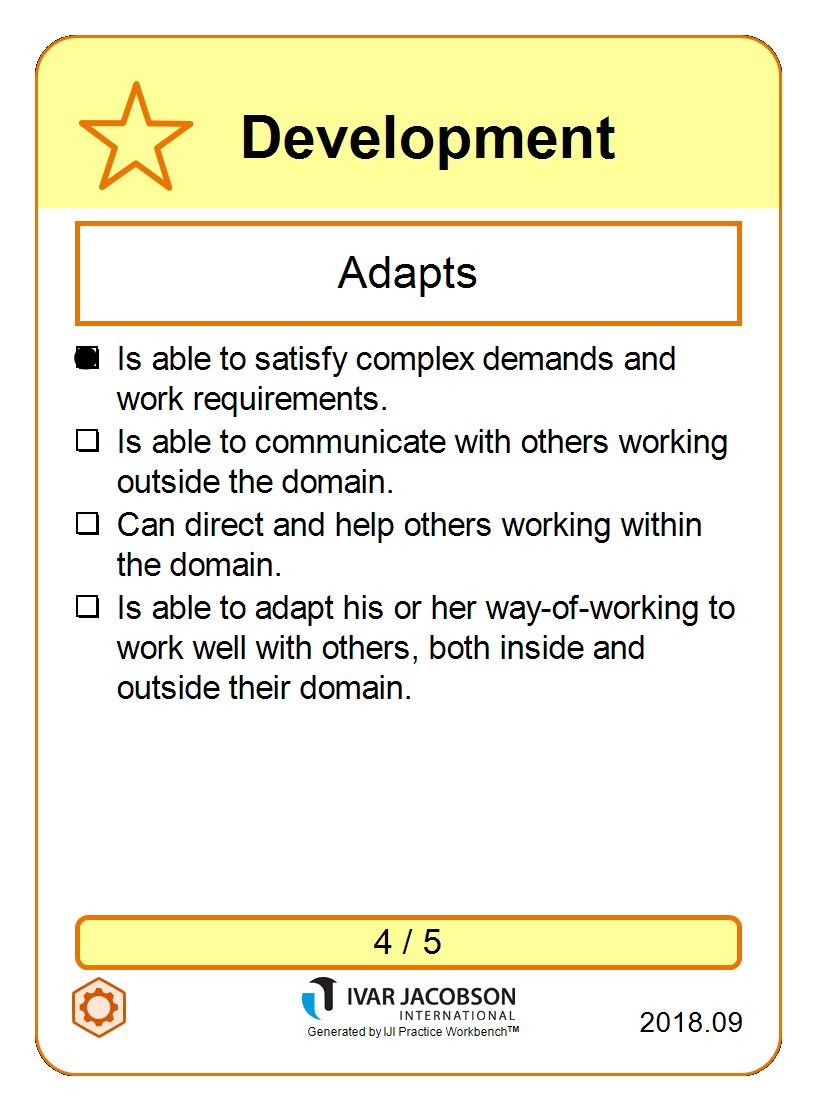 Development
Adapts
Is able to satisfy complex demands and
work requirements.
Is able to communicate with others working
outside the domain.
Can direct and help others working within
the domain.
Is able to adapt his or her way-of-working to
work well with others, both inside and
outside their domain.
4 / 5
IVAR JACOBSON
INTERNATIONAL
Generated by IJI Practice Workbench™
2018.09